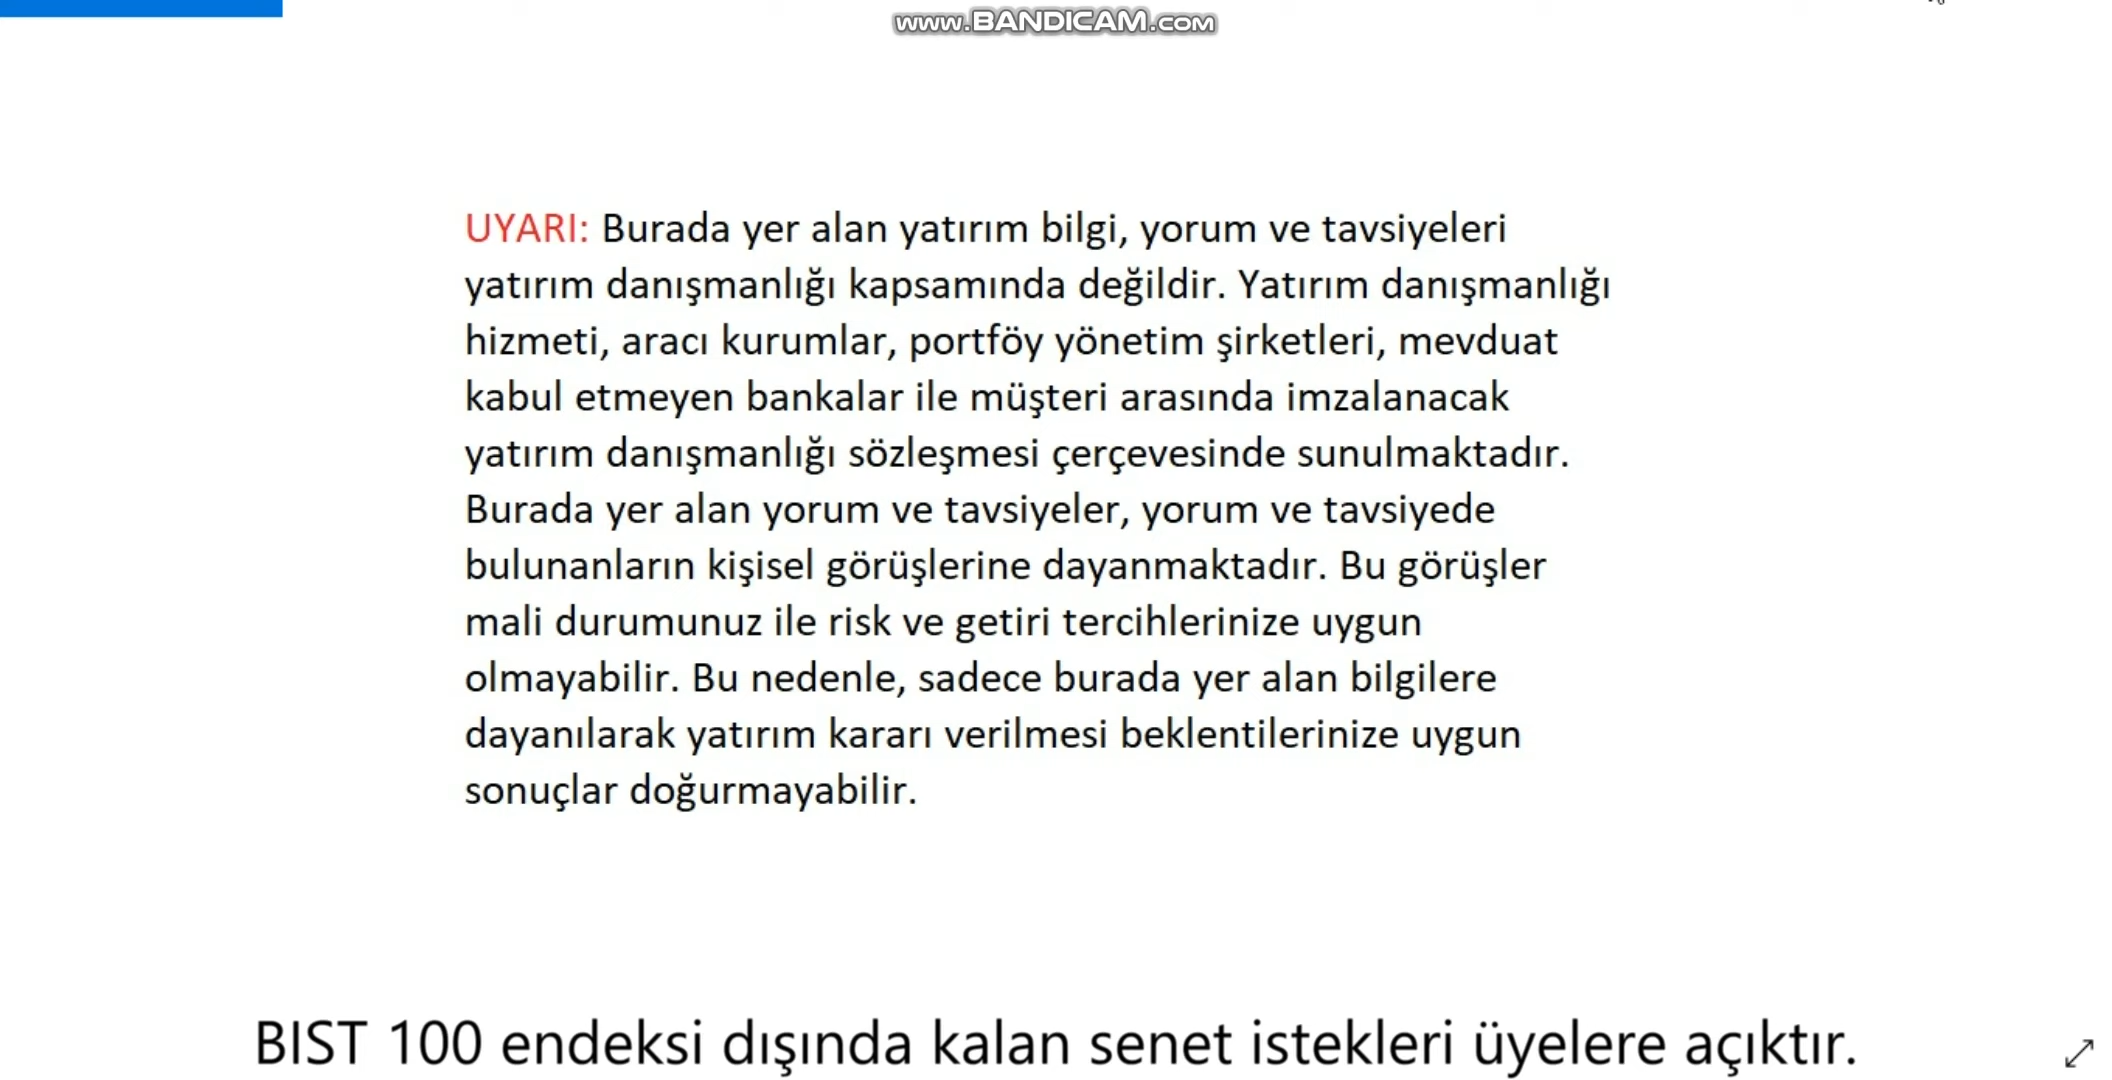 www.BANDICAM.com
UYARI: Burada yer alan yatırım bilgi, yorum ve tavsiyeleri
yatırım danışmanlığı kapsamında değildir. Yatırım danışmanlığı
hizmeti, aracı kurumlar, portföy yönetim şirketleri, mevduat
kabul etmeyen bankalar ile müşteri arasında imzalanacak
yatırım danışmanlığı sözleşmesi çerçevesinde sunulmaktadır.
Burada yer alan yorum ve tavsiyeler, yorum ve tavsiyede
bulunanların kişisel görüşlerine dayanmaktadır. Bu görüşler
mali durumunuz ile risk ve getiri tercihlerinize uygun
olmayabilir. Bu nedenle, sadece burada yer alan bilgilere
dayanılarak yatırım kararı verilmesi beklentilerinize uygun
sonuçlar doğurmayabilir.
BIST 100 endeksi dışında kalan senet istekleri üyelere açıktır.